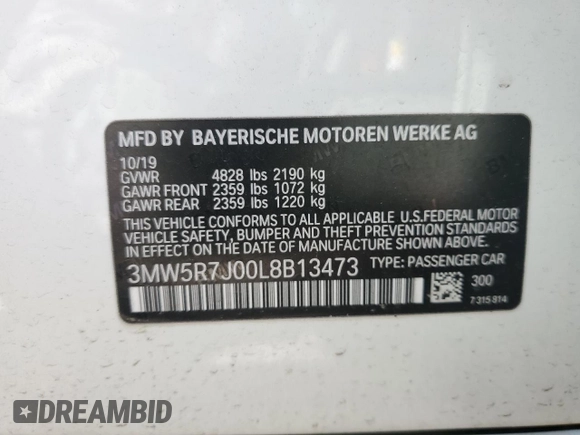 MFD BY BAYERISCHE MOTOREN WERKE AG
10/19
GVWR 4828 lbs 2190 kg
GAWR FRONT 2359 lbs 1072 kg
GAWR REAR 2359 lbs 1220 kg
THIS VEHICLE CONFORMS TO ALL APPLICABLE U.S.FEDERAL MOTOR
VEHICLE SAFETY, BUMPER AND THEFT PREVENTION STANDARDS IN
EFFECT ON THE DATE OF MANUFACTURE SHOWN ABOVE.
3MW5R7J00L8B13473 TYPE: PASSENGER CAR
300
7315814
DREAMBID